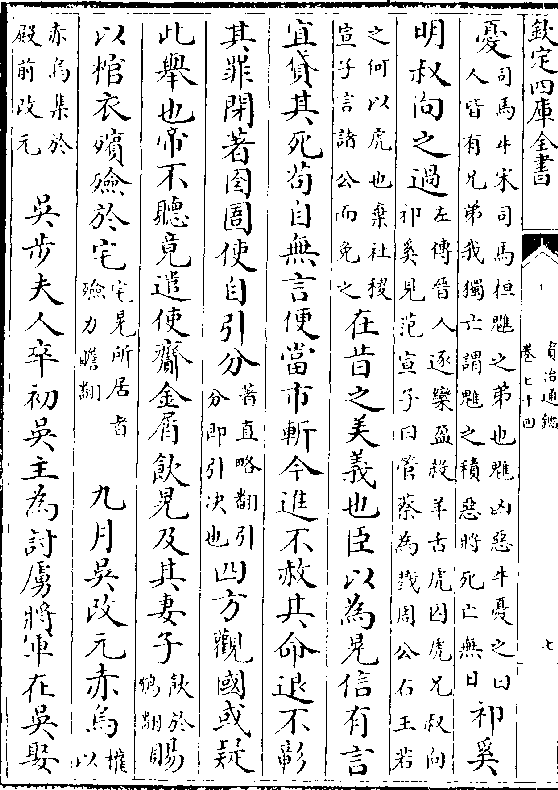 欽定四庫全書
資治通鑑
卷七十四
七
憂
司馬牛宋司馬桓魋之弟也魋凶惡牛憂之曰
人皆有兄弟我獨亡謂魋之積惡將死亡無日
祁奚
明叔向之過
左傳晉人逐欒盈殺羊舌虎囚虎兄叔向
祁奚見范宣子曰管蔡為戮周公右王若
之何以虎也棄社稷
宣子言諸公而免之
在昔之美義也臣以為晃信有言
宜貸其死苟自無言便當市斬今進不赦其命退不彰
其罪閉著囹圄使自引分
著直略翻引
分即引决也
四方觀國或疑
此舉也帝不聽竟遣使齎金屑飲晃及其妻子
飲於
鴆翻
賜
以棺衣殯殮於宅
宅晃所居者
殮力贍翻
九月吳改元赤烏
以權
赤烏集於
殿前改元
吳步夫人卒初吳主為討虜將軍在吳娶